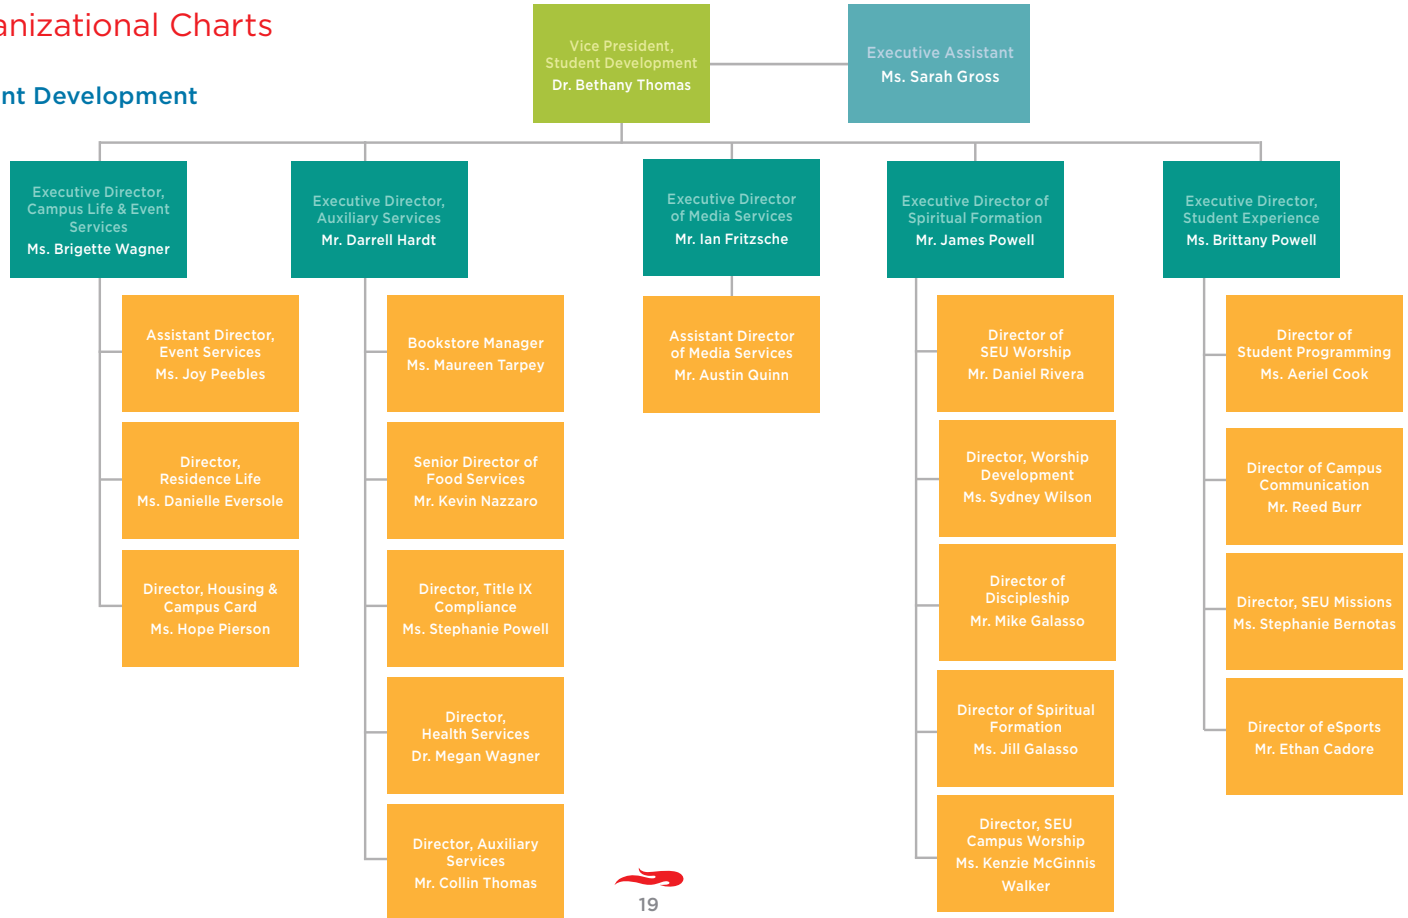 anizational Charts
nt Development
Vice President,
Student Development
Dr. Bethany Thomas
Executive Assistant
Ms. Sarah Gross
Executive Director,
Campus Life & Event
Services
Ms. Brigette Wagner
Executive Director,
Auxiliary Services
Mr. Darrell Hardt
Executive Director
of Media Services
Mr. Ian Fritzsche
Executive Director of
Spiritual Formation
Mr. James Powell
Executive Director,
Student Experience
Ms. Brittany Powell
Assistant Director,
Event Services
Ms. Joy Peebles
Director,
Residence Life
Ms. Danielle Eversole
Director, Housing &
Campus Card
Ms. Hope Pierson
Bookstore Manager
Ms. Maureen Tarpey
Senior Director of
Food Services
Mr. Kevin Nazzaro
Director, Title IX
Compliance
Ms. Stephanie Powell
Director,
Health Services
Dr. Megan Wagner
Director, Auxiliary
Services
Mr. Collin Thomas
Assistant Director
of Media Services
Mr. Austin Quinn
Director of
SEU Worship
Mr. Daniel Rivera
Director, Worship
Development
Ms. Sydney Wilson
Director of
Discipleship
Mr. Mike Galasso
Director of Spiritual
Formation
Ms. Jill Galasso
Director, SEU
Campus Worship
Ms. Kenzie McGinnis
Walker
Director of
Student Programming
Ms. Aeriel Cook
Director of Campus
Communication
Mr. Reed Burr
Director, SEU Missions
Ms. Stephanie Bernotas
Director of eSports
Mr. Ethan Cadore
19